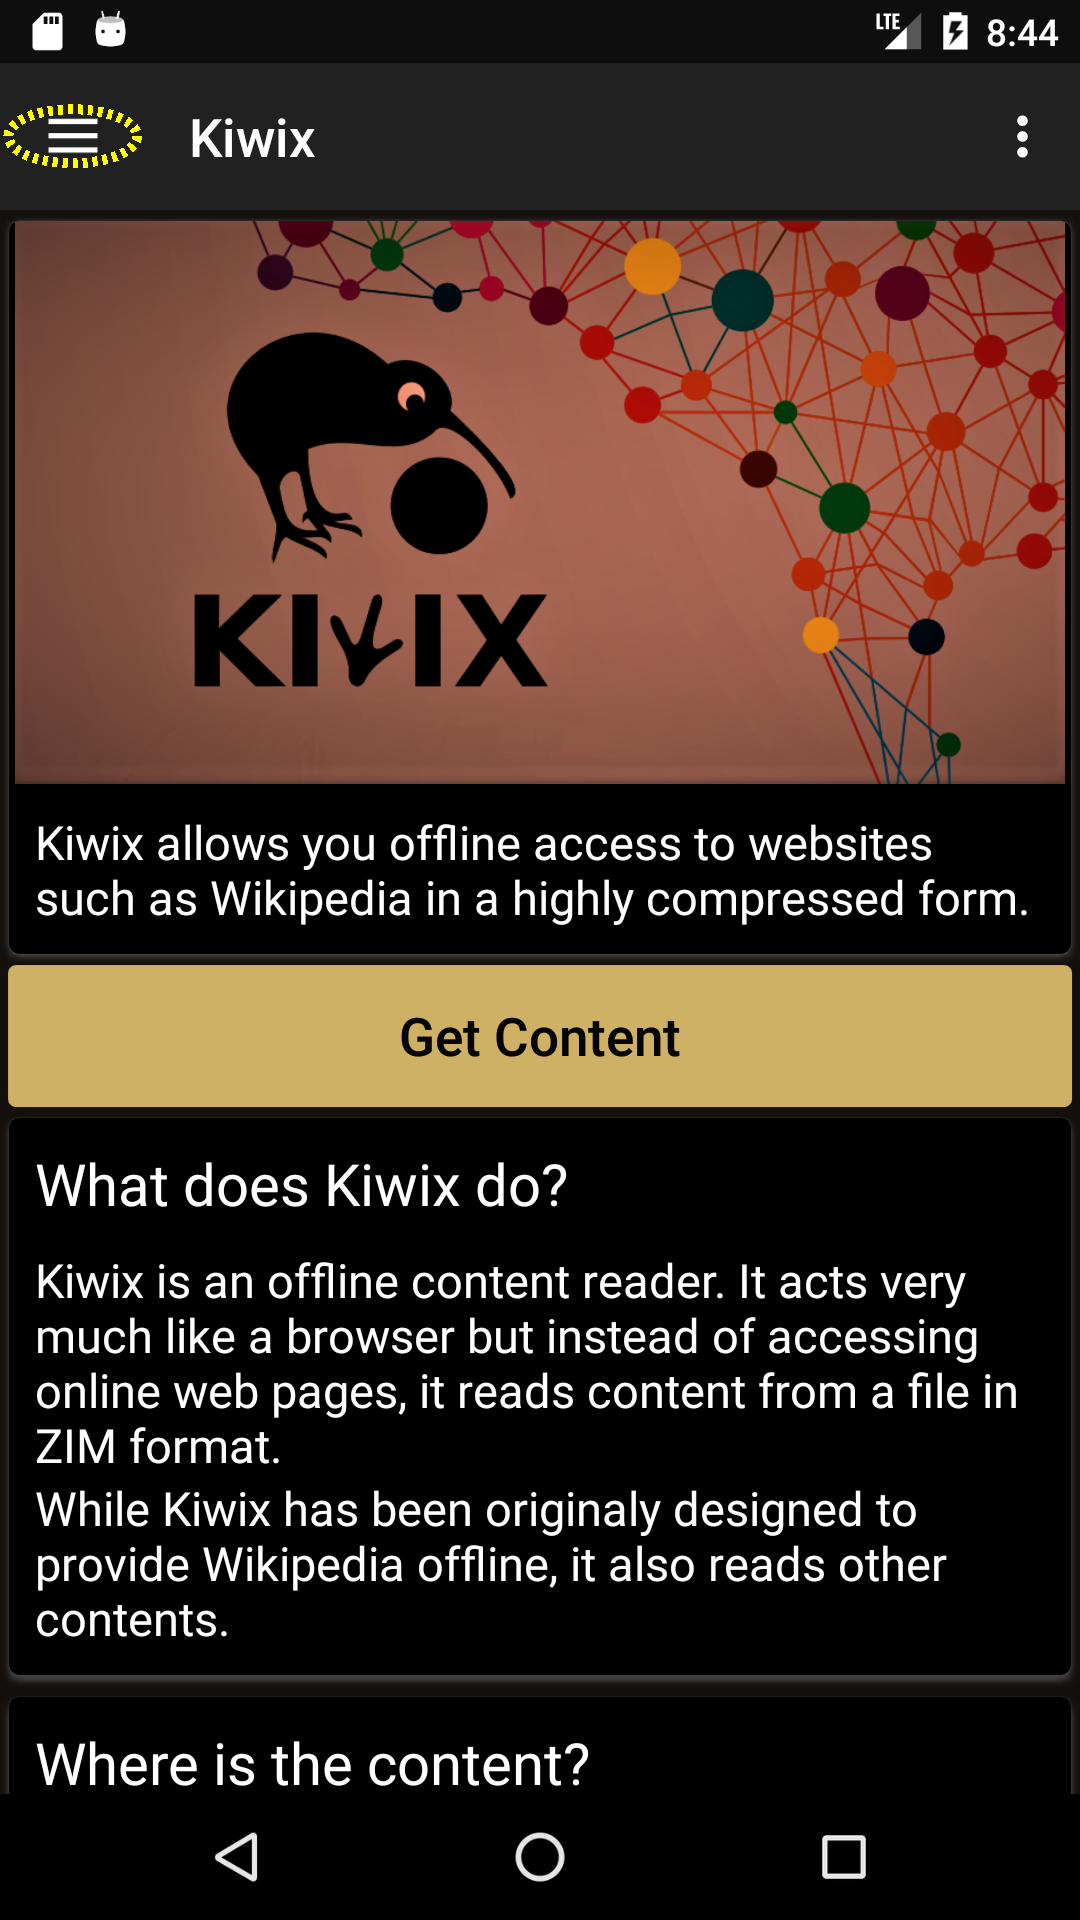 LTE 8:44
Kiwix
KIWIX
Kiwix allows you offline access to websites
such as Wikipedia in a highly compressed form.
Get Content
What does Kiwix do?
Kiwix is an offline content reader. It acts very
much like a browser but instead of accessing
online web pages, it reads content from a file in
ZIM format.
While Kiwix has been originaly designed to
provide Wikipedia offline, it also reads other
contents.
Where is the content?